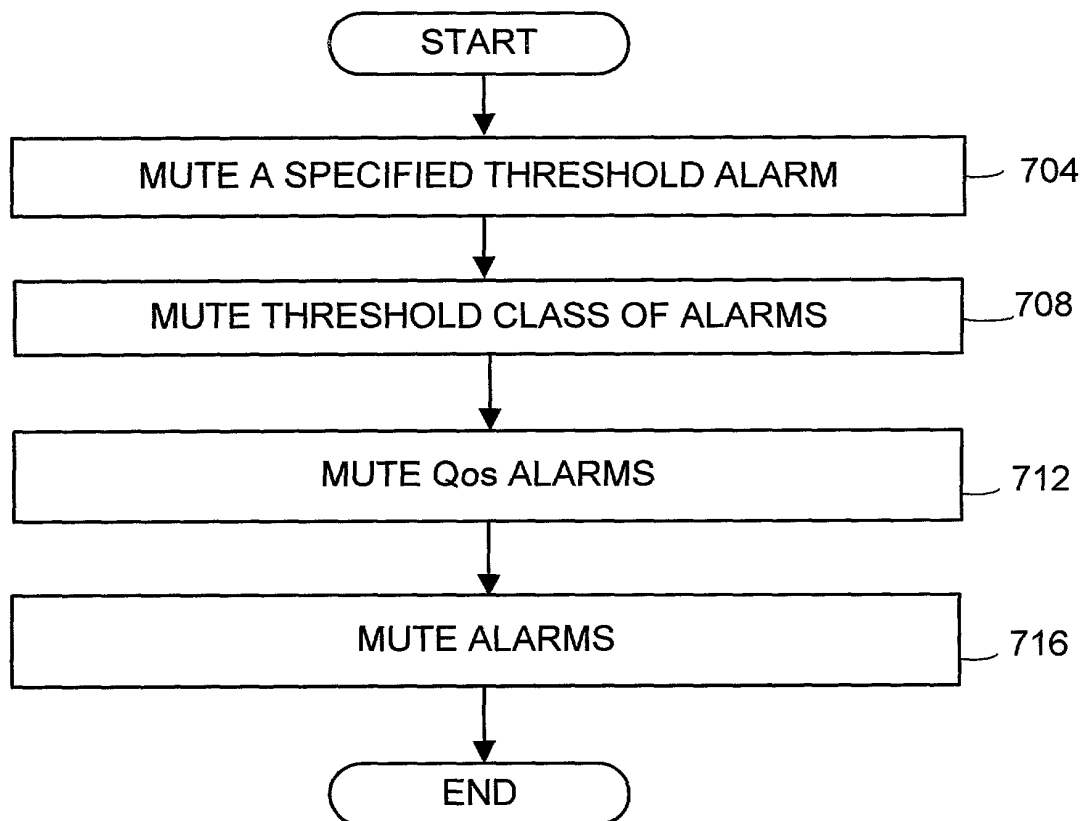 START
MUTE A SPECIFIED THRESHOLD ALARM
704
MUTE THRESHOLD CLASS OF ALARMS
708
MUTE Qos ALARMS
712
MUTE ALARMS
716
END